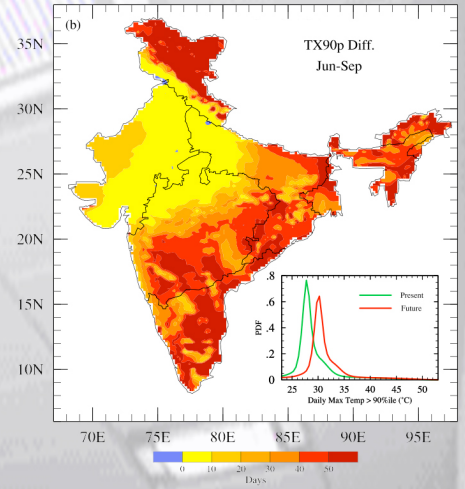 (b)
TX90p Diff.
Jun-Sep
35N
30N
25N
20N
15N
10N
.8
.6
.4
.2
0
PDF
Present
Future
25 30 35 40 45 50
Daily Max Temp > 90%ile (°C)
70E 75E 80E 85E 90E 95E
0 10 20 30 40 50
Days